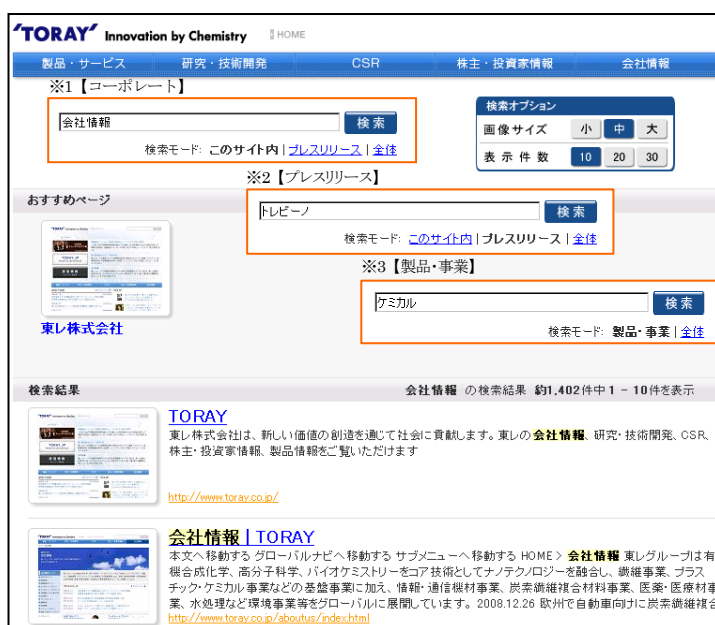 'TORAY' Innovation by Chemistry HOME
製品・サービス 研究・技術開発 CSR 株主・投資家情報 会社情報
※1【コーポレート】
会社情報 検索
検索モード: このサイト内 | プレスリリース | 全体
検索オプション
画像サイズ 小 中 大
表示件数 10 20 30
※2【プレスリリース】
おすすめページ
トレビーノ 検索
検索モード: このサイト内 | プレスリリース | 全体
※3【製品・事業】
ケミカル 検索
検索モード: 製品・事業 | 全体
東レ株式会社
検索結果 会社情報 の検索結果 約1,402件中 1 - 10件を表示
TORAY
東レ株式会社は、新しい価値の創造を通じて社会に貢献します。東レの会社情報、研究・技術開発、CSR、
株主・投資家情報、製品情報をご覧いただけます
http://www.toray.co.jp/
会社情報 | TORAY
本文へ移動する グローバルナビへ移動する サブメニューへ移動する HOME > 会社情報 東レグループは有
機合成化学、高分子科学、バイオケミストリーをコア技術としてナノテクノロジーを融合し、繊維事業、プラス
チック・ケミカル事業などの基盤事業に加え、情報・通信機材事業、炭素繊維複合材料事業、医薬・医療材事
業、水処理など環境事業等をグローバルに展開しています。2008.12.26 欧州で自動車向けに炭素繊維複合
http://www.toray.co.jp/aboutus/index.html